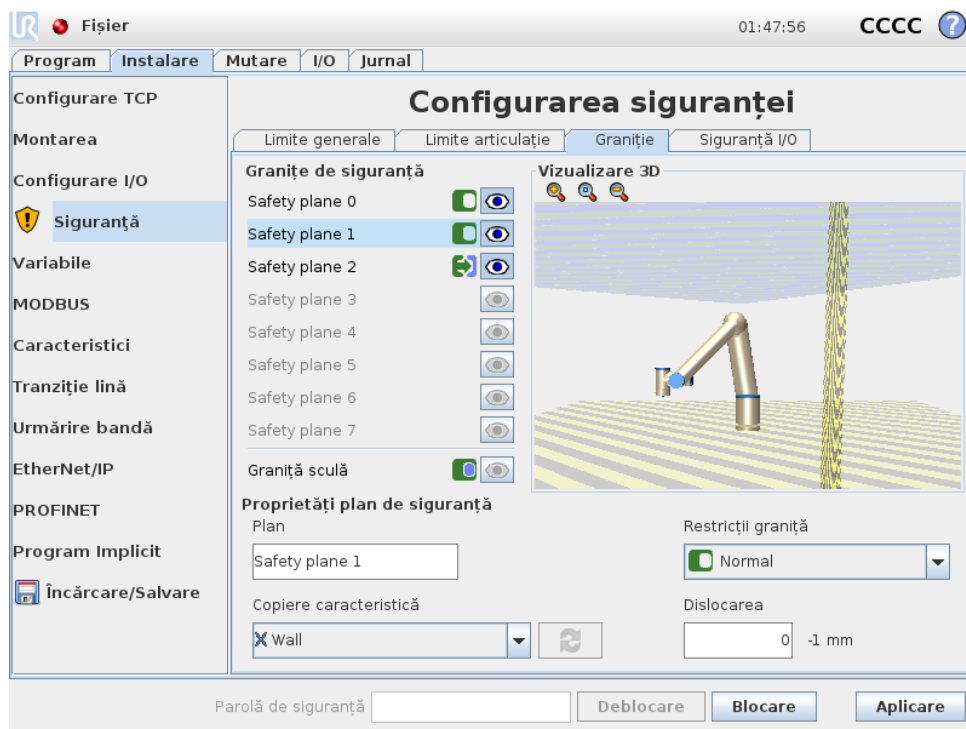 UR Fișier 01:47:56 CCCC ?
Program Instalare Mutare I/O Jurnal
Configurare TCP
Montarea
Configurare I/O
Siguranță
Variabile
MODBUS
Caracteristici
Tranziție lină
Urmărire bandă
EtherNet/IP
PROFINET
Program Implicit
Încărcare/Salvare
Configurarea siguranței
Limite generale Limite articulație Graniție Siguranță I/O
Granițe de siguranță
Safety plane 0
Safety plane 1
Safety plane 2
Safety plane 3
Safety plane 4
Safety plane 5
Safety plane 6
Safety plane 7
Graniță sculă
Vizualizare 3D
Proprietăți plan de siguranță
Plan
Safety plane 1
Restricții graniță
Normal
Copiere caracteristică
Wall
Dislocarea
0 -1 mm
Parolă de siguranță Deblocare Blocare Aplicare